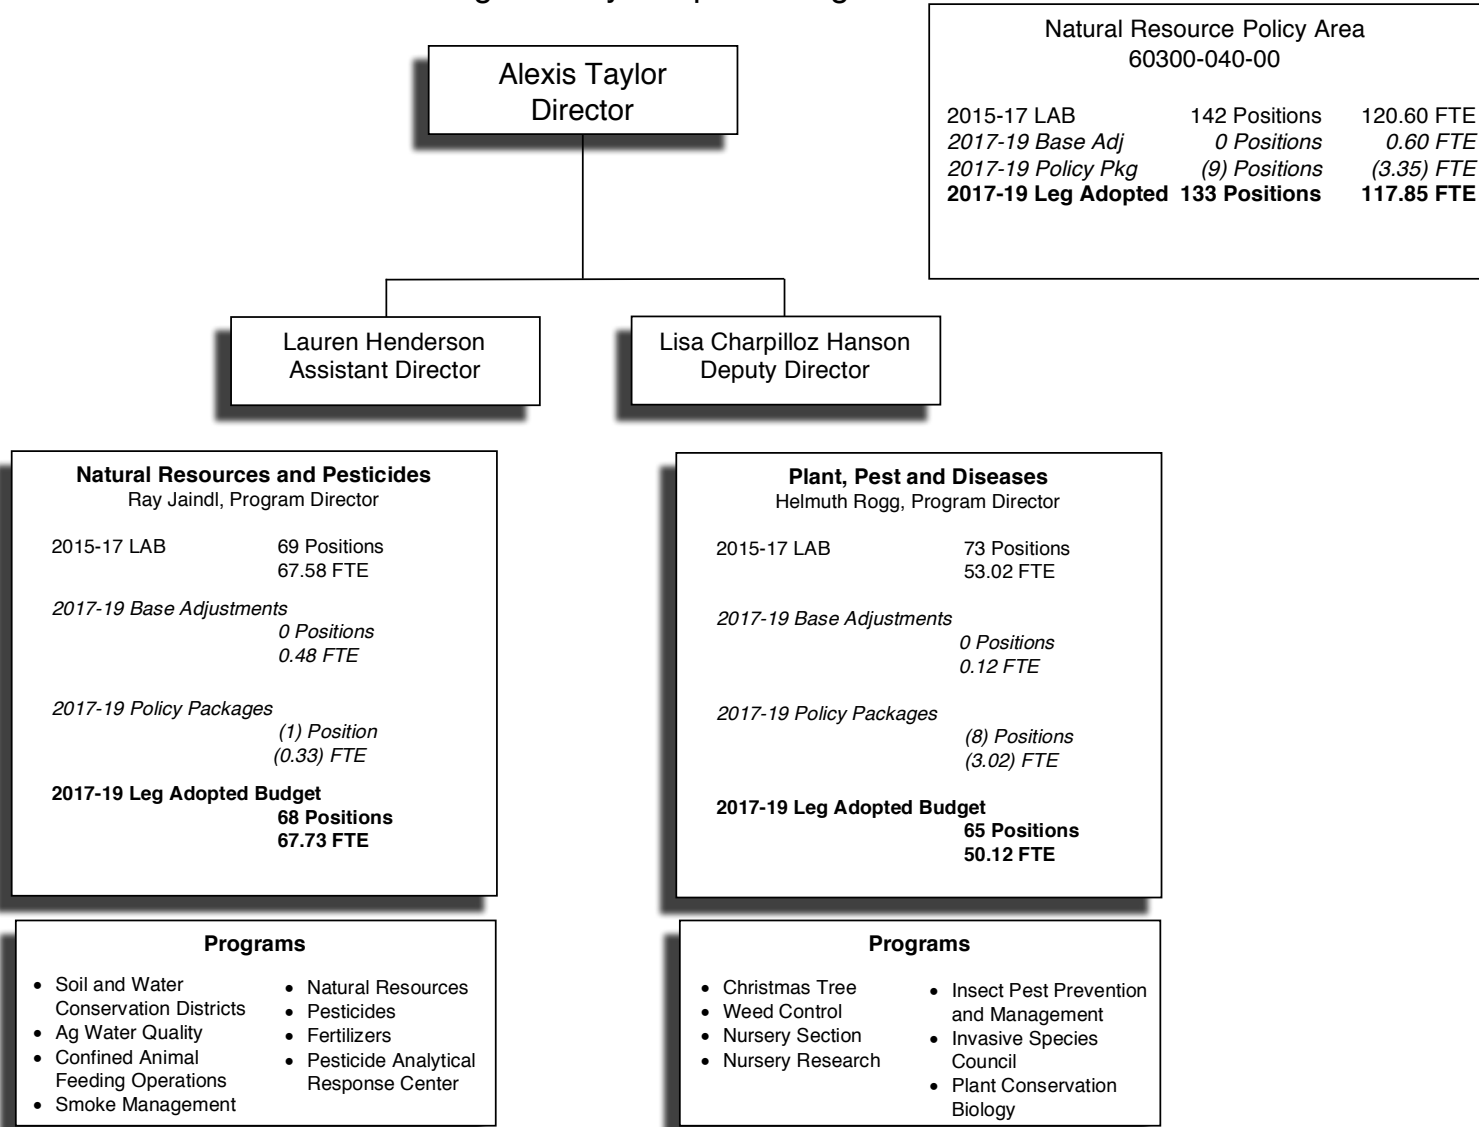 Alexis Taylor
Director
Natural Resource Policy Area
60300-040-00
2015-17 LAB 142 Positions 120.60 FTE
2017-19 Base Adj 0 Positions 0.60 FTE
2017-19 Policy Pkg (9) Positions (3.35) FTE
2017-19 Leg Adopted 133 Positions 117.85 FTE
Lauren Henderson
Assistant Director
Lisa Charpilloz Hanson
Deputy Director
Natural Resources and Pesticides
Ray Jaindl, Program Director
2015-17 LAB 69 Positions
67.58 FTE
2017-19 Base Adjustments
0 Positions
0.48 FTE
2017-19 Policy Packages
(1) Position
(0.33) FTE
2017-19 Leg Adopted Budget
68 Positions
67.73 FTE
Plant, Pest and Diseases
Helmuth Rogg, Program Director
2015-17 LAB 73 Positions
53.02 FTE
2017-19 Base Adjustments
0 Positions
0.12 FTE
2017-19 Policy Packages
(8) Positions
(3.02) FTE
2017-19 Leg Adopted Budget
65 Positions
50.12 FTE
Programs
• Soil and Water
Conservation Districts
• Ag Water Quality
• Confined Animal
Feeding Operations
• Smoke Management
• Natural Resources
• Pesticides
• Fertilizers
• Pesticide Analytical
Response Center
Programs
• Christmas Tree
• Weed Control
• Nursery Section
• Nursery Research
• Insect Pest Prevention
and Management
• Invasive Species
Council
• Plant Conservation
Biology